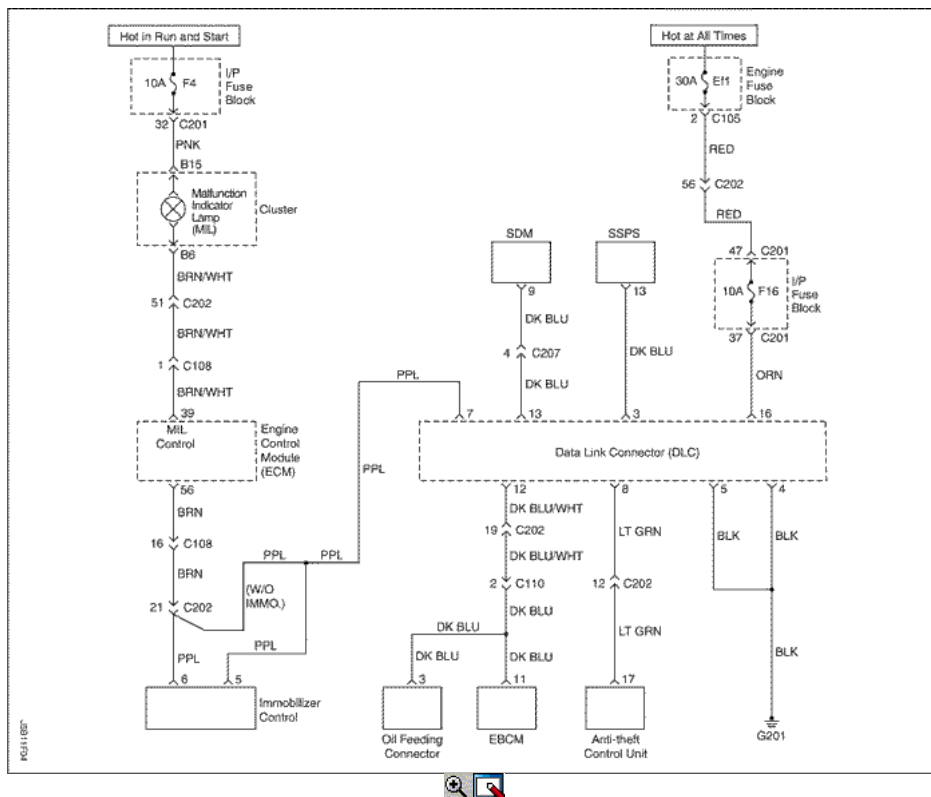 Hot in Run and Start
Hot at All Times
10A F4
I/P
Fuse
Block
30A Ef1
Engine
Fuse
Block
32 C201
2 C105
PNK
RED
B15
56 C202
Malfunction
Indicator
Lamp
(MIL)
Cluster
RED
SDM
SSPS
B6
47 C201
BRN/WHT
9
13
10A F16
I/P
Fuse
Block
51 C202
DK BLU
37 C201
BRN/WHT
4 C207
DK BLU
1 C108
PPL
DK BLU
ORN
BRN/WHT
39
7
13
3
16
MIL
Control
Engine
Control
Module
(ECM)
Data Link Connector (DLC)
PPL
56
12
8
5
4
BRN
DK BLU/WHT
19 C202
LT GRN
BLK
BLK
16 C108
PPL
PPL
DK BLU/WHT
BRN
(W/O
IMMO.)
2 C110
12 C202
21 C202
DK BLU
DK BLU
LT GRN
PPL
PPL
DK BLU
DK BLU
BLK
6
5
3
11
17
Immobilizer
Control
Oil Feeding
Connector
EBCM
Anti-theft
Control Unit
G201